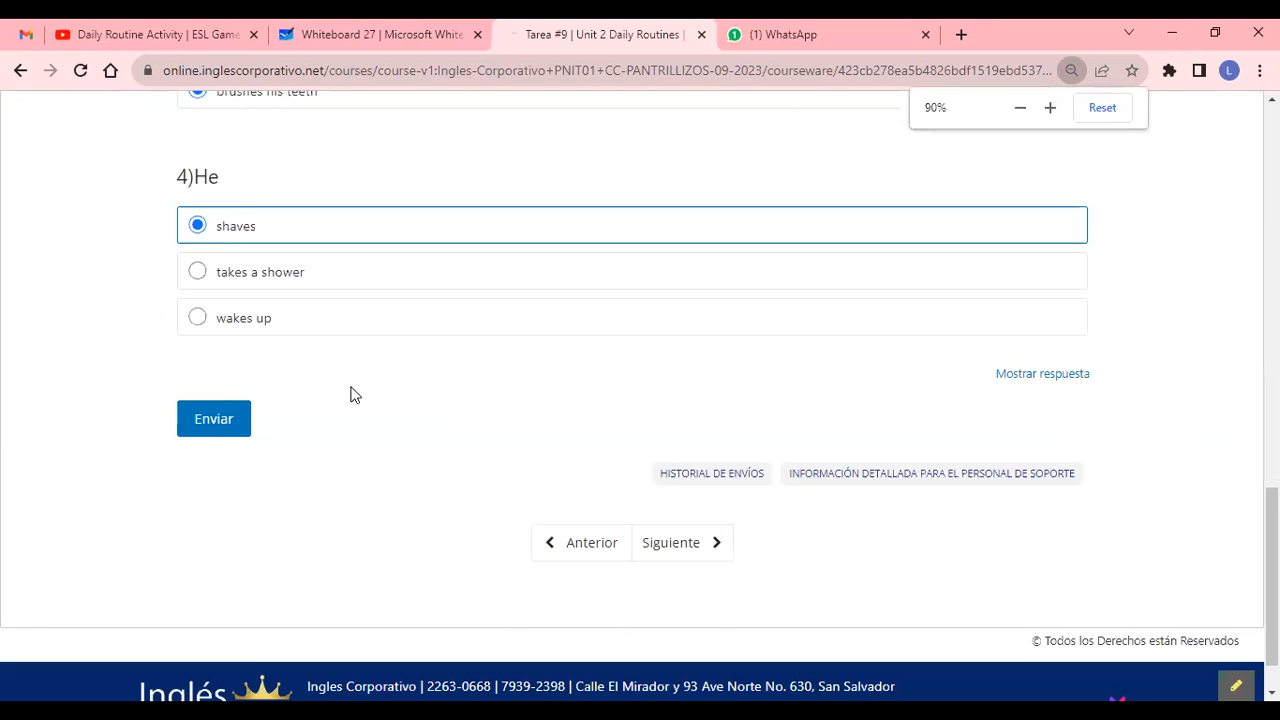 Daily Routine Activity | ESL Game
Whiteboard 27 | Microsoft White
Tarea #9 | Unit 2 Daily Routines |
(1) WhatsApp
online.inglescorporativo.net/courses/course-v1:Ingles-Corporativo+PNIT01+CC-PANTRILLIZOS-09-2023/courseware/423cb278ea5b4826bdf1519ebd537...
L
brushes his teeth
90%
Reset
4)He
shaves
takes a shower
wakes up
Mostrar respuesta
Enviar
HISTORIAL DE ENVÍOS
INFORMACIÓN DETALLADA PARA EL PERSONAL DE SOPORTE
Anterior
Siguiente
© Todos los Derechos están Reservados
Inglés
Ingles Corporativo | 2263-0668 | 7939-2398 | Calle El Mirador y 93 Ave Norte No. 630, San Salvador